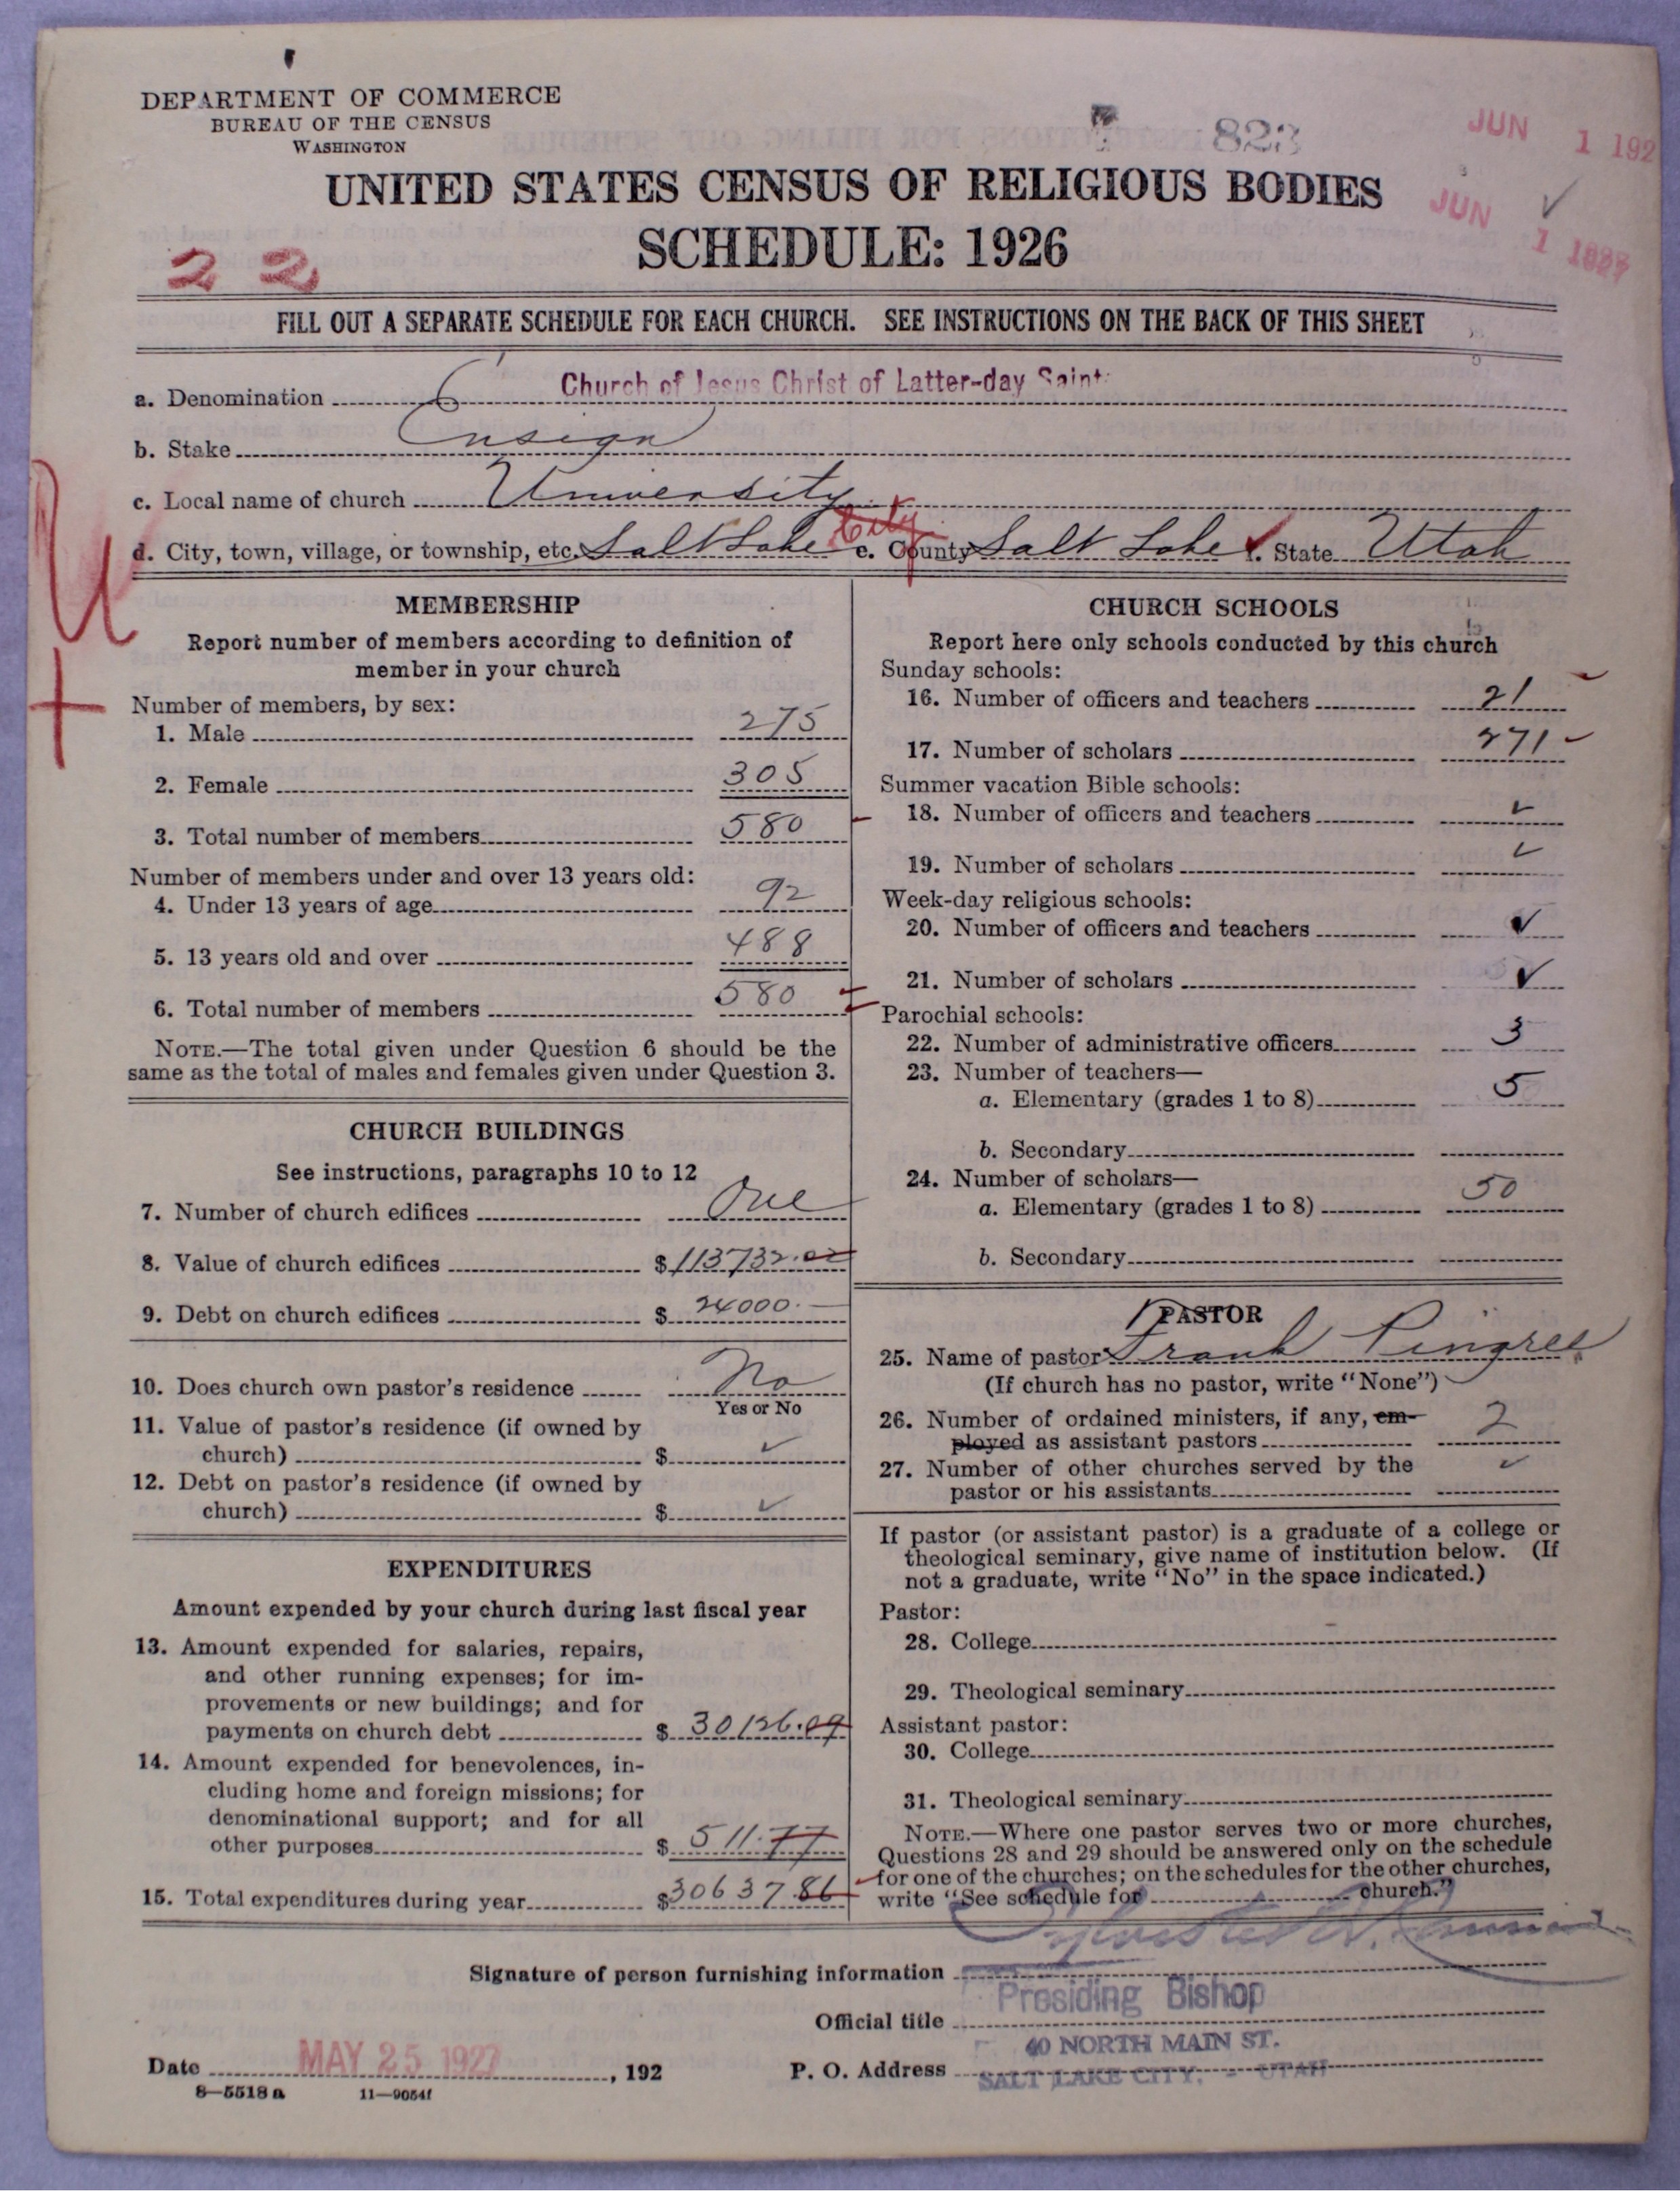 DEPARTMENT OF COMMERCE
BUREAU OF THE CENSUS
WASHINGTON
823
JUN 1 192
JUN 1 1927
UNITED STATES CENSUS OF RELIGIOUS BODIES
SCHEDULE: 1926
2 2
FILL OUT A SEPARATE SCHEDULE FOR EACH CHURCH. SEE INSTRUCTIONS ON THE BACK OF THIS SHEET
a. Denomination Church of Jesus Christ of Latter-day Saint
b. Stake Ensign
c. Local name of church University
d. City, town, village, or township, etc. Salt Lake City e. County Salt Lake f. State Utah
MEMBERSHIP
Report number of members according to definition of
member in your church
Number of members, by sex:
1. Male 275
2. Female 305
3. Total number of members 580
Number of members under and over 13 years old:
4. Under 13 years of age 92
5. 13 years old and over 488
6. Total number of members 580
NOTE.—The total given under Question 6 should be the
same as the total of males and females given under Question 3.
CHURCH BUILDINGS
See instructions, paragraphs 10 to 12
7. Number of church edifices One
8. Value of church edifices $ 113732.02
9. Debt on church edifices $ 24000.—
10. Does church own pastor's residence No
Yes or No
11. Value of pastor's residence (if owned by
church) $ ✓
12. Debt on pastor's residence (if owned by
church) $ ✓
EXPENDITURES
Amount expended by your church during last fiscal year
13. Amount expended for salaries, repairs,
and other running expenses; for im-
provements or new buildings; and for
payments on church debt $ 30126.09
14. Amount expended for benevolences, in-
cluding home and foreign missions; for
denominational support; and for all
other purposes $ 511.77
15. Total expenditures during year $ 30637.86
CHURCH SCHOOLS
Report here only schools conducted by this church
Sunday schools:
16. Number of officers and teachers 21
17. Number of scholars 271
Summer vacation Bible schools:
18. Number of officers and teachers ✓
19. Number of scholars ✓
Week-day religious schools:
20. Number of officers and teachers ✓
21. Number of scholars ✓
Parochial schools:
22. Number of administrative officers 3
23. Number of teachers—
a. Elementary (grades 1 to 8) 5
b. Secondary
24. Number of scholars—
a. Elementary (grades 1 to 8) 50
b. Secondary
PASTOR
25. Name of pastor Frank Pingree
(If church has no pastor, write "None")
26. Number of ordained ministers, if any, em-
ployed as assistant pastors 2
27. Number of other churches served by the
pastor or his assistants ✓
If pastor (or assistant pastor) is a graduate of a college or
theological seminary, give name of institution below. (If
not a graduate, write "No" in the space indicated.)
Pastor:
28. College
29. Theological seminary
Assistant pastor:
30. College
31. Theological seminary
NOTE.—Where one pastor serves two or more churches,
Questions 28 and 29 should be answered only on the schedule
for one of the churches; on the schedules for the other churches,
write "See schedule for church."
Signature of person furnishing information
Official title Presiding Bishop
Date MAY 25 1927, 192
P. O. Address 40 NORTH MAIN ST.
SALT LAKE CITY, - UTAH
8—5518 a 11—9054f